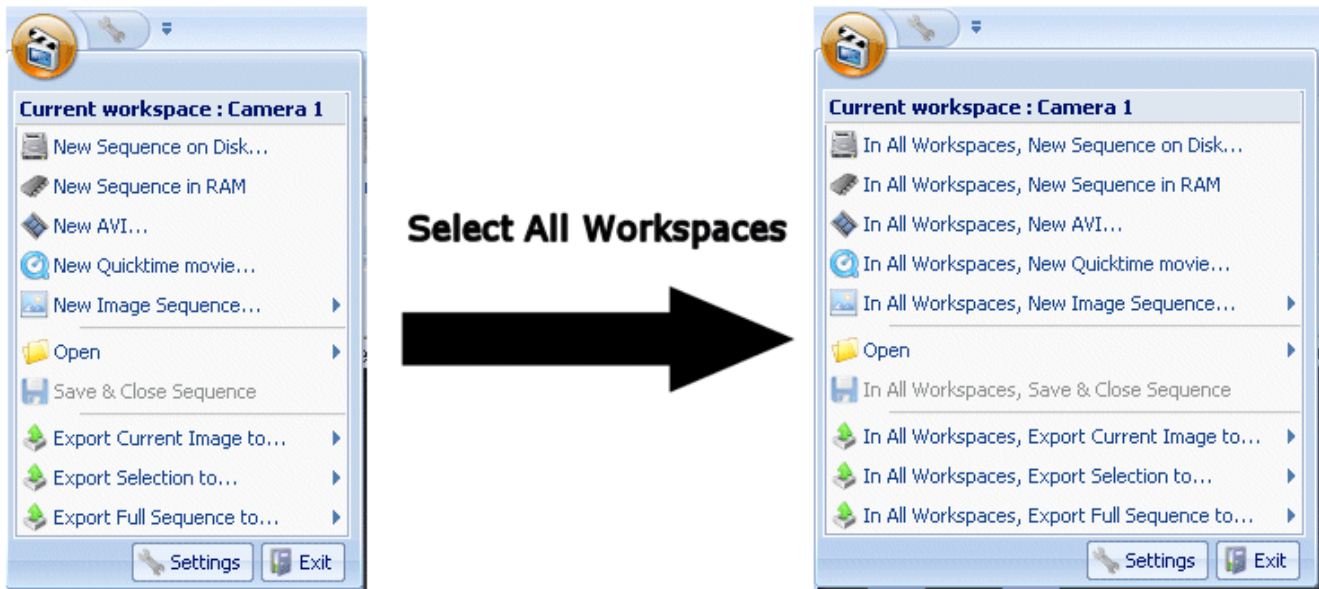 Current workspace : Camera 1
New Sequence on Disk...
New Sequence in RAM
New AVI...
New Quicktime movie...
New Image Sequence...
Open
Save & Close Sequence
Export Current Image to...
Export Selection to...
Export Full Sequence to...
Settings
Exit
Select All Workspaces
Current workspace : Camera 1
In All Workspaces, New Sequence on Disk...
In All Workspaces, New Sequence in RAM
In All Workspaces, New AVI...
In All Workspaces, New Quicktime movie...
In All Workspaces, New Image Sequence...
Open
In All Workspaces, Save & Close Sequence
In All Workspaces, Export Current Image to...
In All Workspaces, Export Selection to...
In All Workspaces, Export Full Sequence to...
Settings
Exit